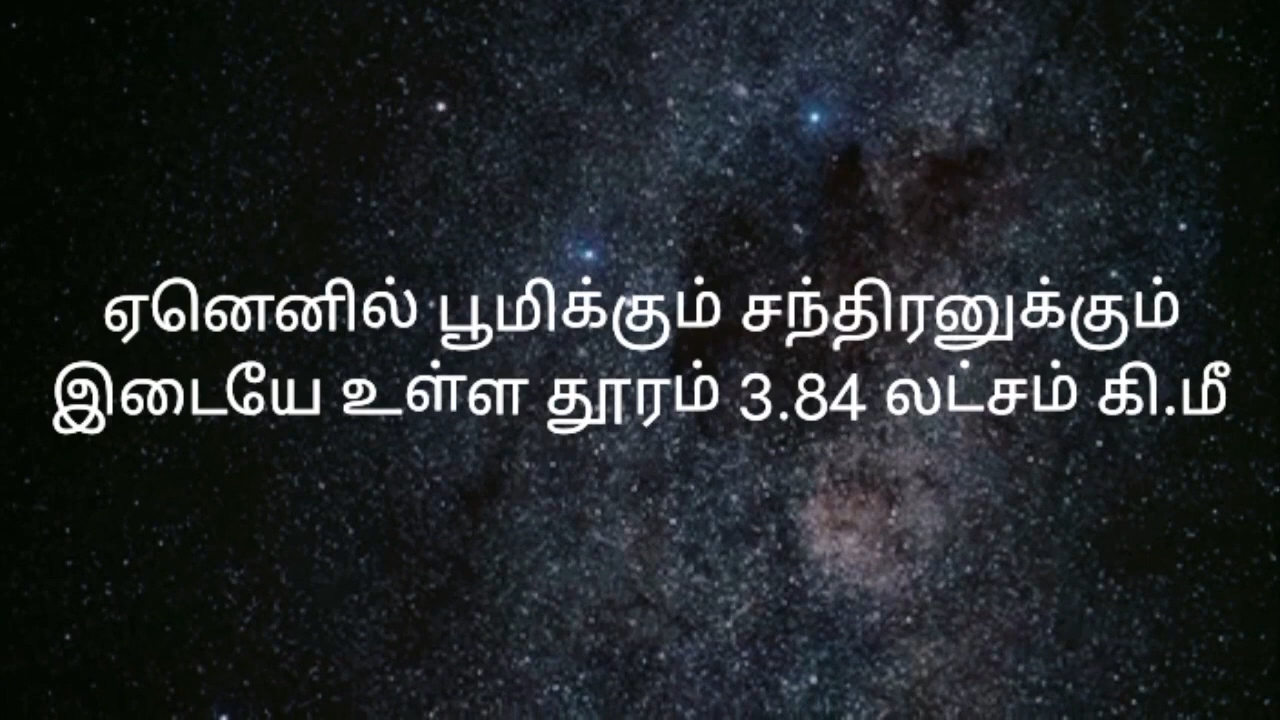 ஏனெனில் பூமிக்கும் சந்திரனுக்கும்
இடையே உள்ள தூரம் 3.84 லட்சம் கி.மீ